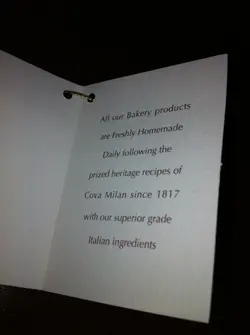 All our Bakery products
are Freshly Homemade
Daily following the
prized heritage recipes of
Cova Milan since 1817
with our superior grade
Italian ingredients